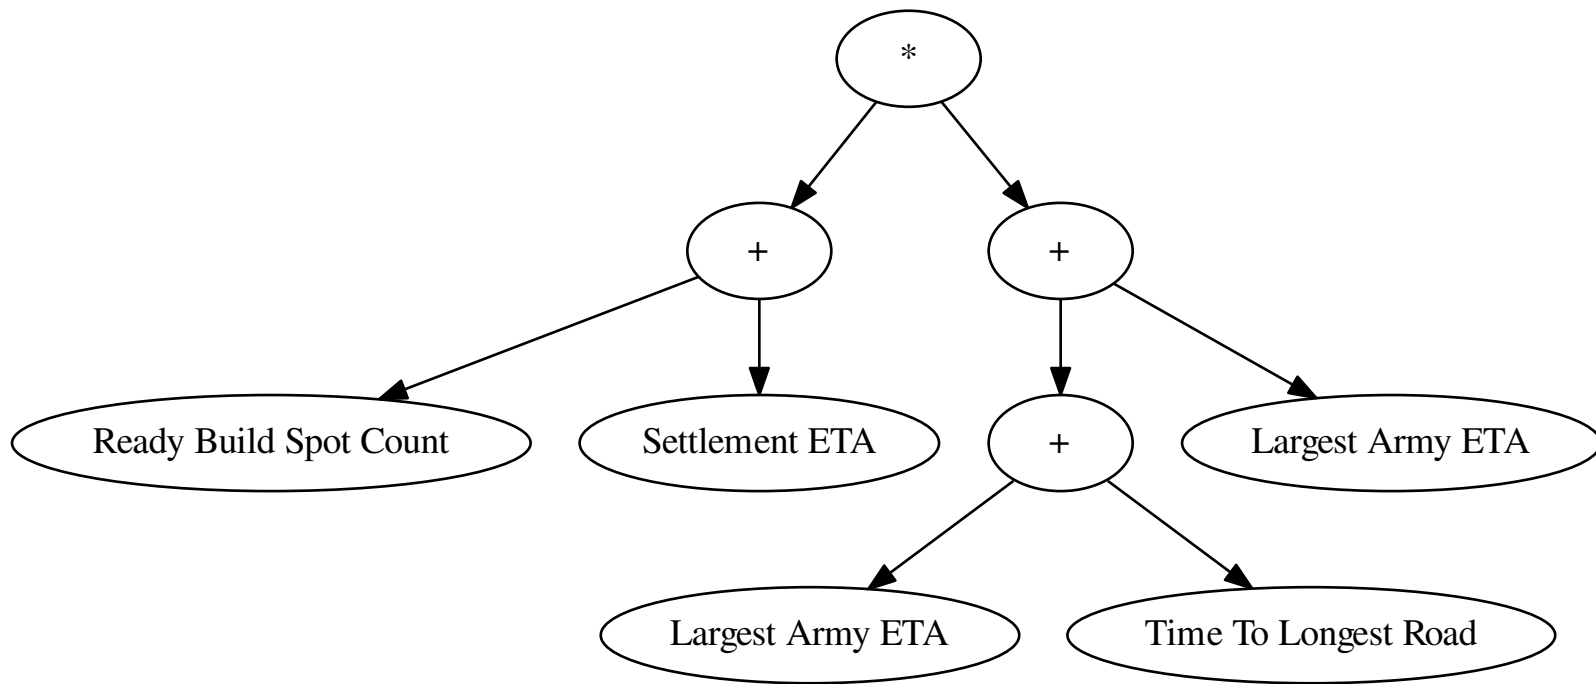 *
+
+
Ready Build Spot Count
Settlement ETA
+
Largest Army ETA
Largest Army ETA
Time To Longest Road